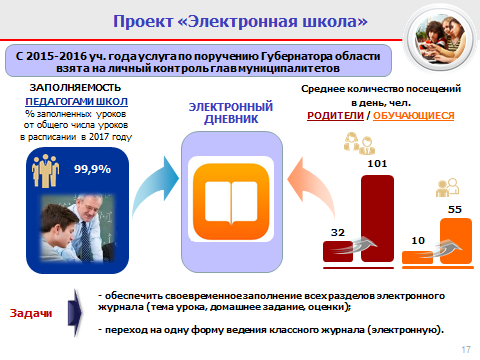 Проект «Электронная школа»
С 2015-2016 уч. года услуга по поручению Губернатора области
взята на личный контроль глав муниципалитетов
ЗАПОЛНЯЕМОСТЬ
ПЕДАГОГАМИ ШКОЛ
% заполненных уроков
от общего числа уроков
в расписании в 2017 году
99,9%
ЭЛЕКТРОННЫЙ
ДНЕВНИК
Среднее количество посещений
в день, чел.
РОДИТЕЛИ / ОБУЧАЮЩИЕСЯ
32
101
10
55
Задачи
- обеспечить своевременное заполнение всех разделов электронного
журнала (тема урока, домашнее задание, оценки);
- переход на одну форму ведения классного журнала (электронную).
17